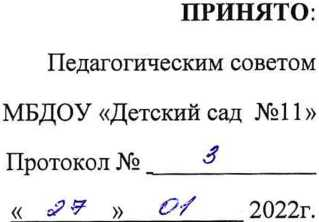 ПРИНЯТО:
Педагогическим советом
МБДОУ «Детский сад №11»
Протокол № 3
« 27 » 01 2022г.